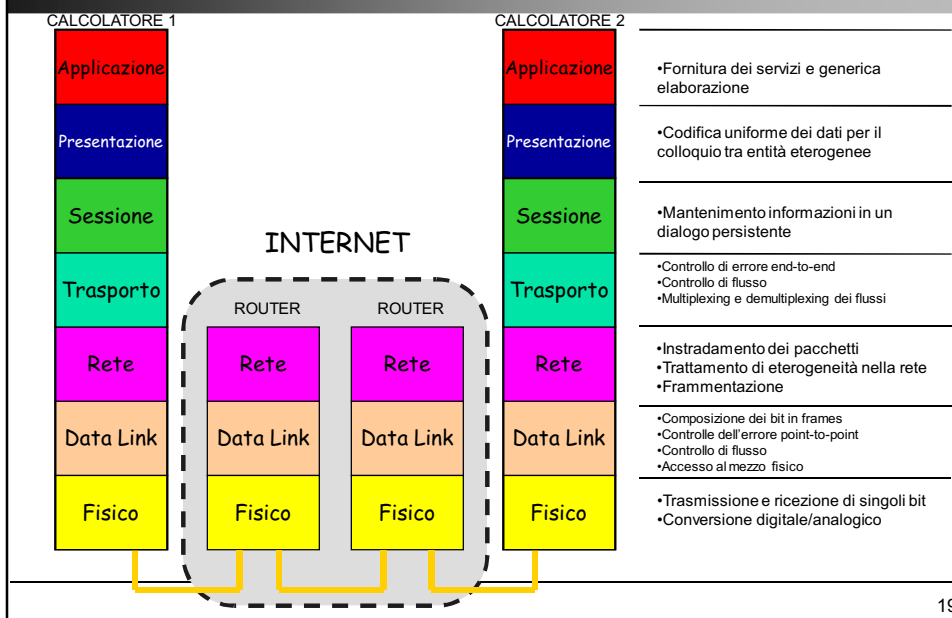 CALCOLATORE 1
CALCOLATORE 2
Applicazione
Applicazione
•Fornitura dei servizi e generica
elaborazione
Presentazione
Presentazione
•Codifica uniforme dei dati per il
colloquio tra entità eterogenee
Sessione
Sessione
•Mantenimento informazioni in un
dialogo persistente
INTERNET
Trasporto
Trasporto
•Controllo di errore end-to-end
•Controllo di flusso
•Multiplexing e demultiplexing dei flussi
ROUTER
ROUTER
Rete
Rete
Rete
Rete
•Instradamento dei pacchetti
•Trattamento di eterogeneità nella rete
•Frammentazione
Data Link
Data Link
Data Link
Data Link
•Composizione dei bit in frames
•Controlle dell'errore point-to-point
•Controllo di flusso
•Accesso al mezzo fisico
Fisico
Fisico
Fisico
Fisico
•Trasmissione e ricezione di singoli bit
•Conversione digitale/analogico
19